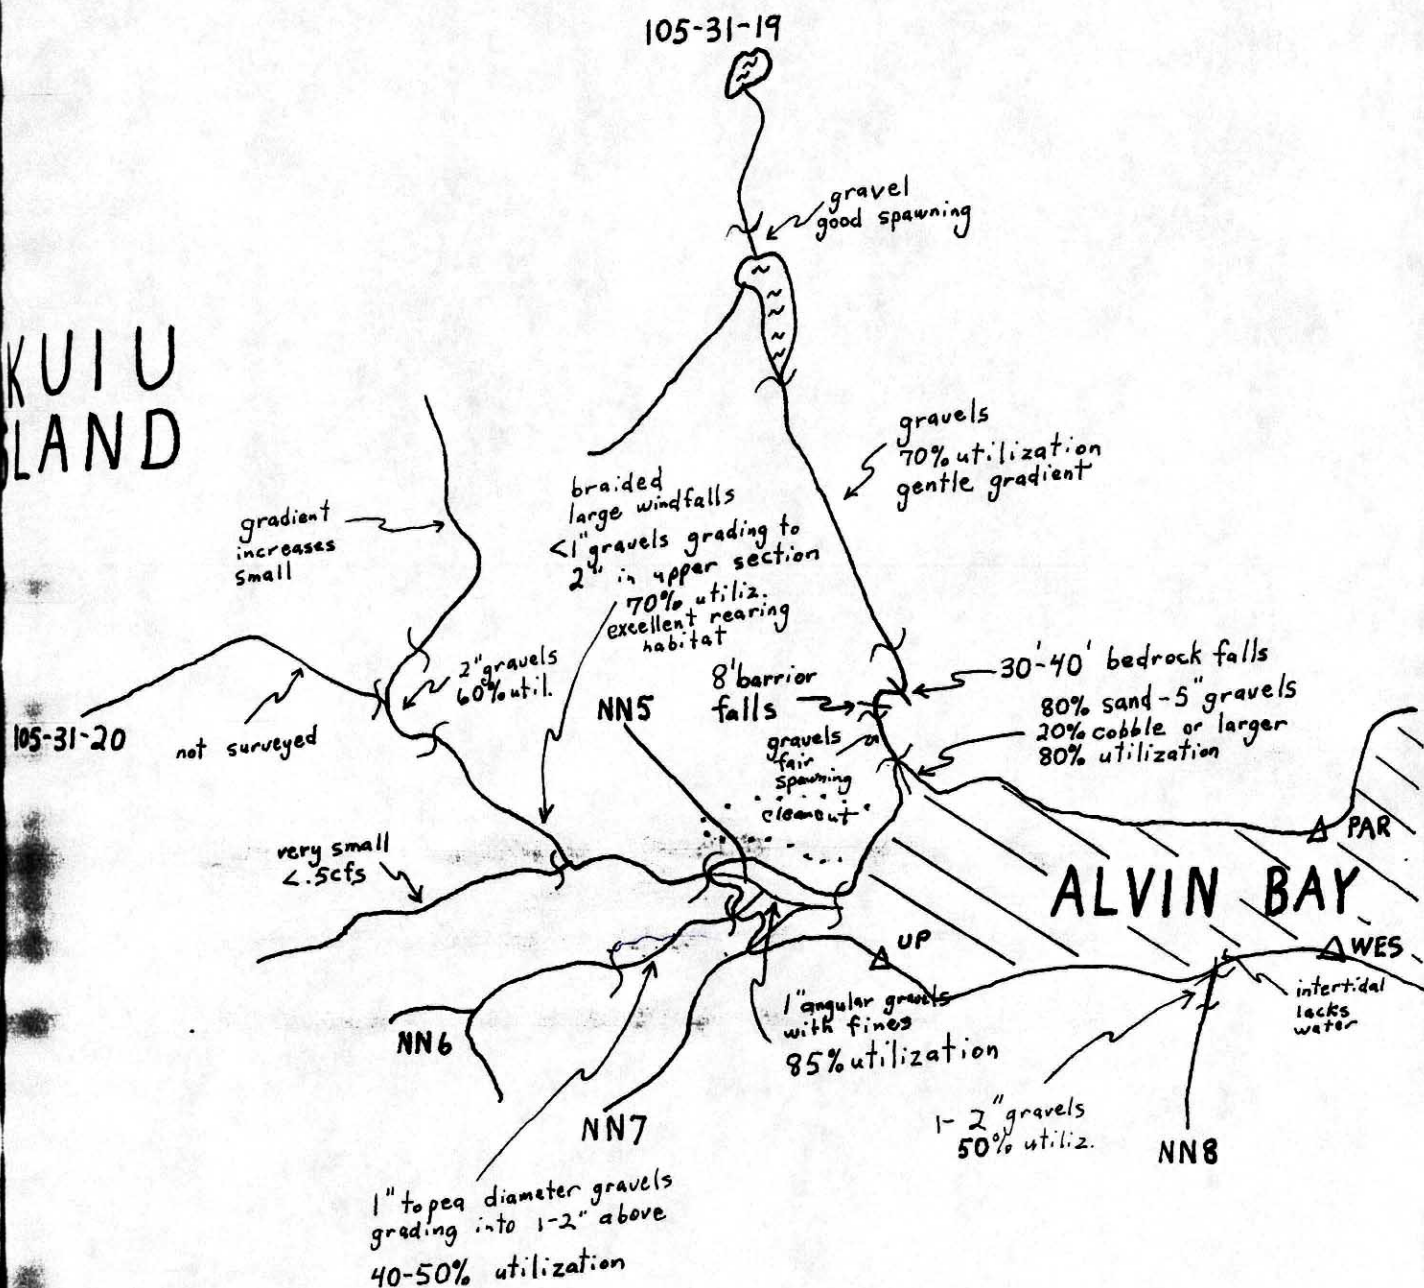 105-31-19
gravel
good spawning
KUIU
LAND
gravels
70% utilization
gentle gradient
braided
large windfalls
<1" gravels grading to
2" in upper section
70% utiliz.
excellent rearing
habitat
gradient
increases
small
2" gravels
60% util.
8' barrior
falls
30'-40' bedrock falls
80% sand-5" gravels
20% cobble or larger
80% utilization
NN5
105-31-20
not surveyed
gravels
fair
spawning
clearcut
PAR
very small
<.5cfs
ALVIN BAY
UP
WES
intertidal
lacks
water
1" angular gravels
with fines
85% utilization
NN6
NN7
1-2" gravels
50% utiliz.
NN8
1" to pea diameter gravels
grading into 1-2" above
40-50% utilization